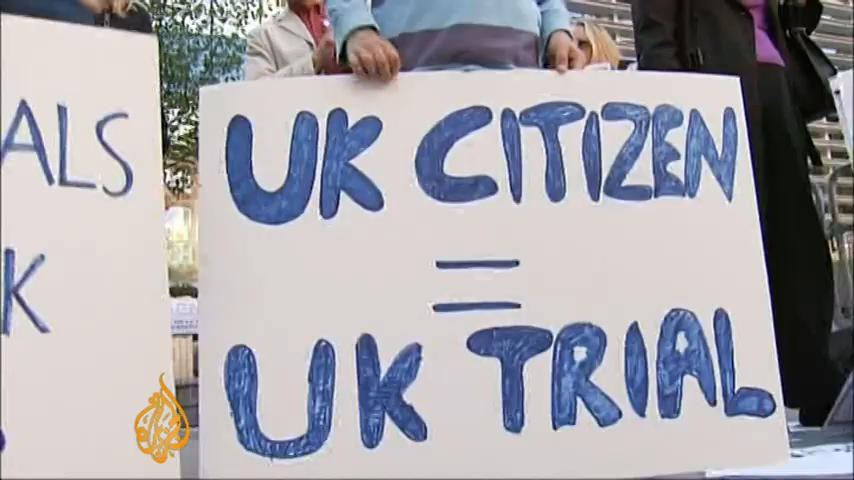 ALS
K
UK CITIZEN
=
UK TRIAL